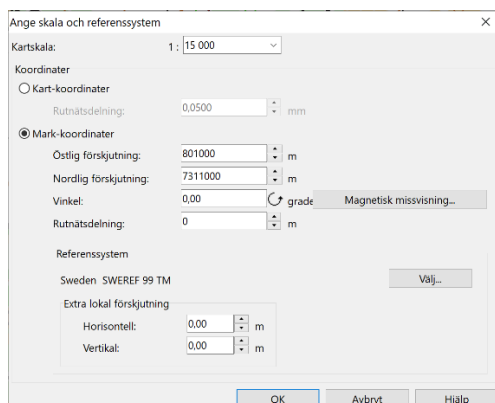 Ange skala och referenssystem
Kartskala: 1 : 15 000
Koordinater
Kart-koordinater
Rutnätsdelning: 0,0500 mm
Mark-koordinater
Östlig förskjutning: 801000 m
Nordlig förskjutning: 7311000 m
Vinkel: 0,00 grade Magnetisk missvisning...
Rutnätsdelning: 0 m
Referenssystem
Sweden SWEREF 99 TM Välj...
Extra lokal förskjutning
Horisontell: 0,00 m
Vertikal: 0,00 m
OK Avbryt Hjälp